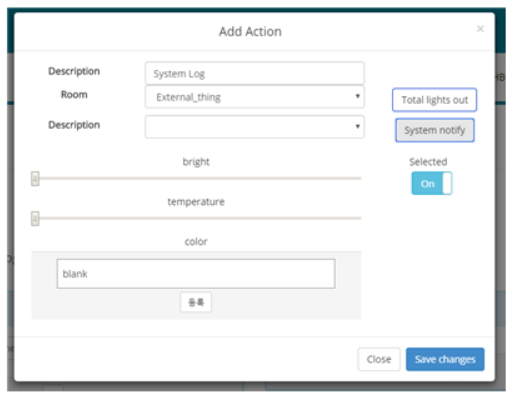 Add Action
×
Description
System Log
Room
External_thing
Total lights out
Description
System notify
bright
Selected
On
temperature
color
blank
등록
Close
Save changes